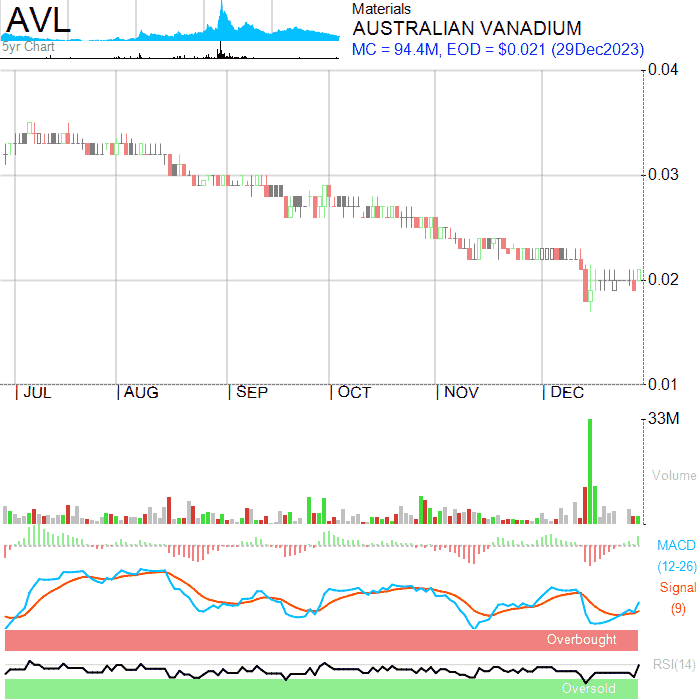 AVL
5yr Chart
Materials
AUSTRALIAN VANADIUM
MC = 94.4M, EOD = $0.021 (29Dec2023)
0.04
0.03
0.02
0.01
JUL AUG SEP OCT NOV DEC
33M
Volume
MACD
(12-26)
Signal
(9)
Overbought
RSI(14)
Oversold